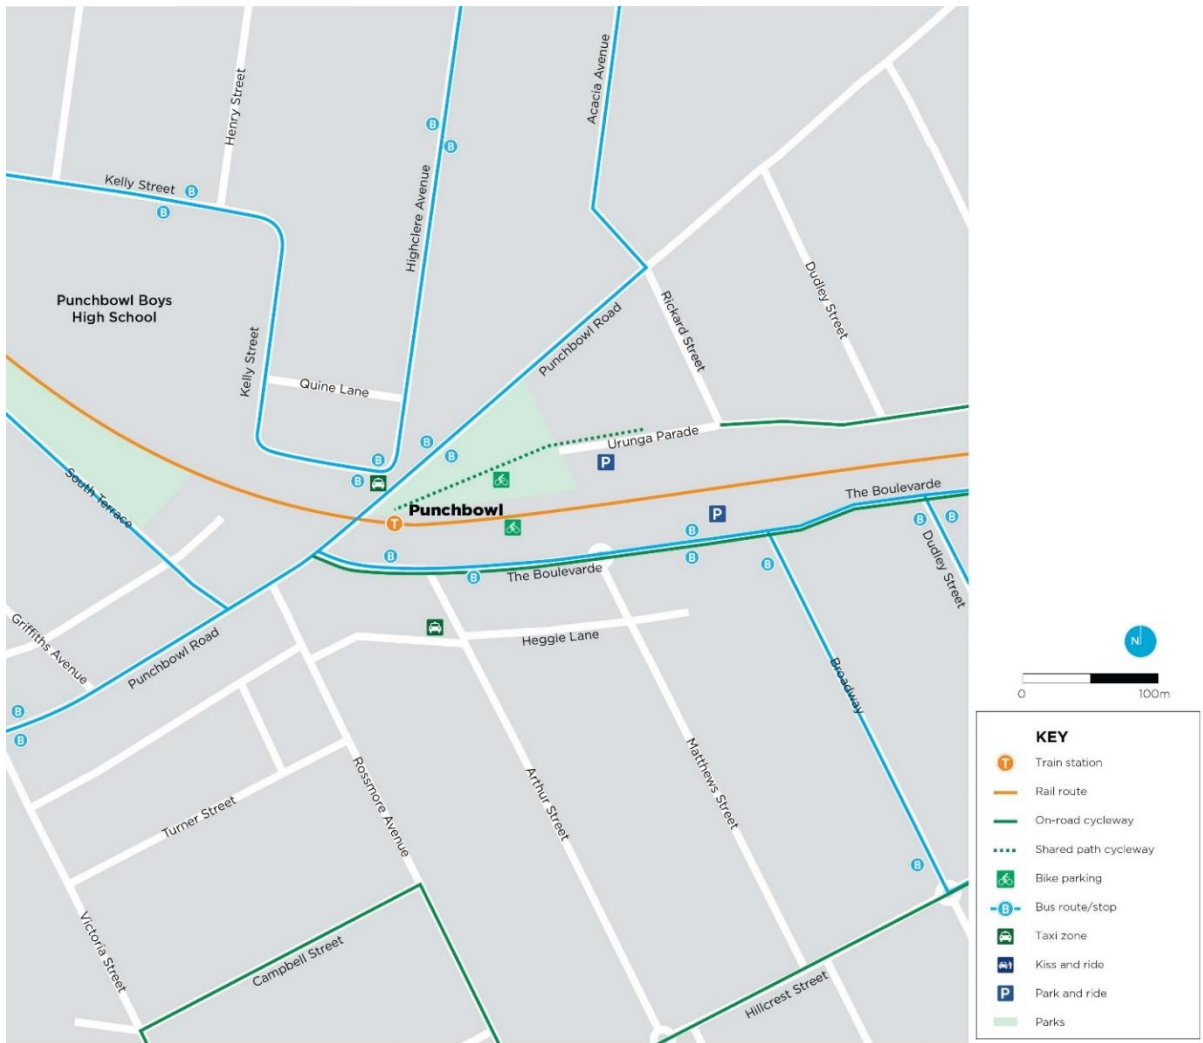 Acacia Avenue
Henry Street
Kelly Street
B
B
B
B
Highclere Avenue
Dudley Street
Punchbowl Boys
High School
Rickard Street
Punchbowl Road
Kelly Street
Quine Lane
Urunga Parade
B
B
B
B
P
South Terrace
Punchbowl
T
P
The Boulevarde
B
B
B
B
B
B
B
B
The Boulevarde
Dudley Street
Griffiths Avenue
Punchbowl Road
Heggie Lane
B
B
Broadway
Rossmore Avenue
Arthur Street
Matthews Street
Turner Street
B
Victoria Street
Campbell Street
Hillcrest Street
N
0
100m
KEY
T Train station
Rail route
On-road cycleway
Shared path cycleway
Bike parking
B Bus route/stop
Taxi zone
Kiss and ride
P Park and ride
Parks